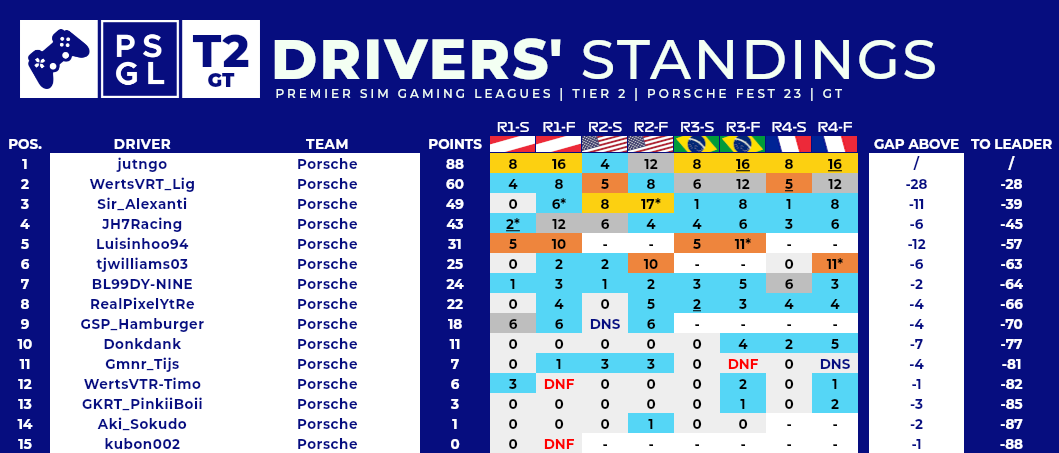 PS
GL
T2
GT
DRIVERS' STANDINGS
PREMIER SIM GAMING LEAGUES | TIER 2 | PORSCHE FEST 23 | GT
R1-S R1-F R2-S R2-F R3-S R3-F R4-S R4-F
POS. DRIVER TEAM POINTS GAP ABOVE TO LEADER
1 jutngo Porsche 88 8 16 4 12 8 16 8 16 / /
2 WertsVRT_Lig Porsche 60 4 8 5 8 6 12 5 12 -28 -28
3 Sir_Alexanti Porsche 49 0 6* 8 17* 1 8 1 8 -11 -39
4 JH7Racing Porsche 43 2* 12 6 4 4 6 3 6 -6 -45
5 Luisinhoo94 Porsche 31 5 10 - - 5 11* - - -12 -57
6 tjwilliams03 Porsche 25 0 2 2 10 - - 0 11* -6 -63
7 BL99DY-NINE Porsche 24 1 3 1 2 3 5 6 3 -2 -64
8 RealPixelYtRe Porsche 22 0 4 0 5 2 3 4 4 -4 -66
9 GSP_Hamburger Porsche 18 6 6 DNS 6 - - - - -4 -70
10 Donkdank Porsche 11 0 0 0 0 0 4 2 5 -7 -77
11 Gmnr_Tijs Porsche 7 0 1 3 3 0 DNF 0 DNS -4 -81
12 WertsVTR-Timo Porsche 6 3 DNF 0 0 0 2 0 1 -1 -82
13 GKRT_PinkiiBoii Porsche 3 0 0 0 0 0 1 0 2 -3 -85
14 Aki_Sokudo Porsche 1 0 0 0 1 0 0 - - -2 -87
15 kubon002 Porsche 0 0 DNF - - - - - - -1 -88